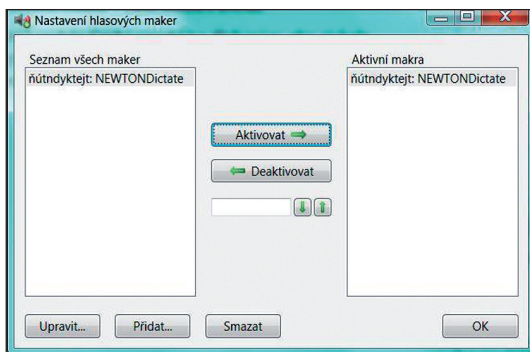 Nastavení hlasových maker
Seznam všech maker
ňútndyktejt: NEWTONDictate
Aktivní makra
ňútndyktejt: NEWTONDictate
Aktivovat
Deaktivovat
Upravit...
Přidat...
Smazat
OK